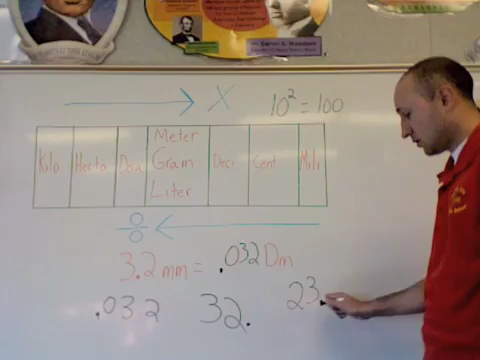 X 10² = 100
Kilo Hecto Deca Meter Gram Liter Deci Cent Mili
÷
3.2 mm = .032 Dm
.032 32. 23.